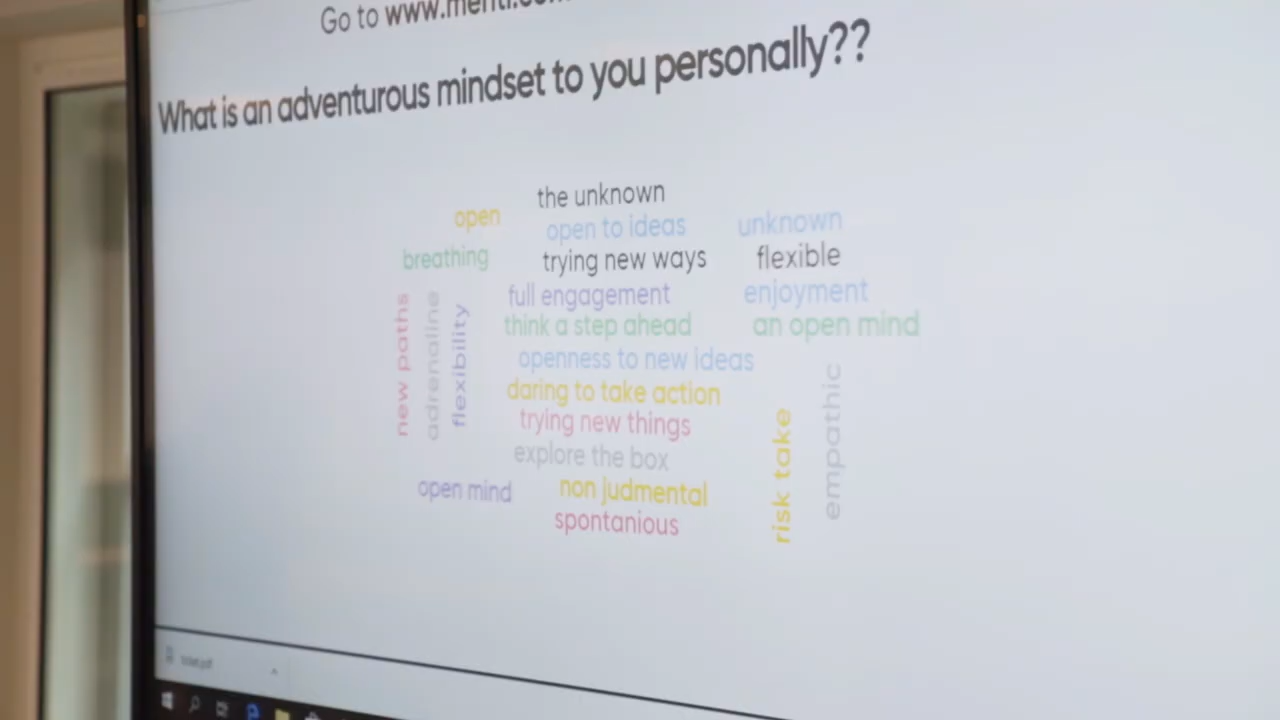 Go to www.menti.com
What is an adventurous mindset to you personally??
the unknown
open
open to ideas
unknown
breathing
trying new ways
flexible
full engagement
enjoyment
new paths
adrenaline
flexibility
think a step ahead
an open mind
openness to new ideas
daring to take action
trying new things
risk take
empathic
explore the box
open mind
non judmental
spontanious